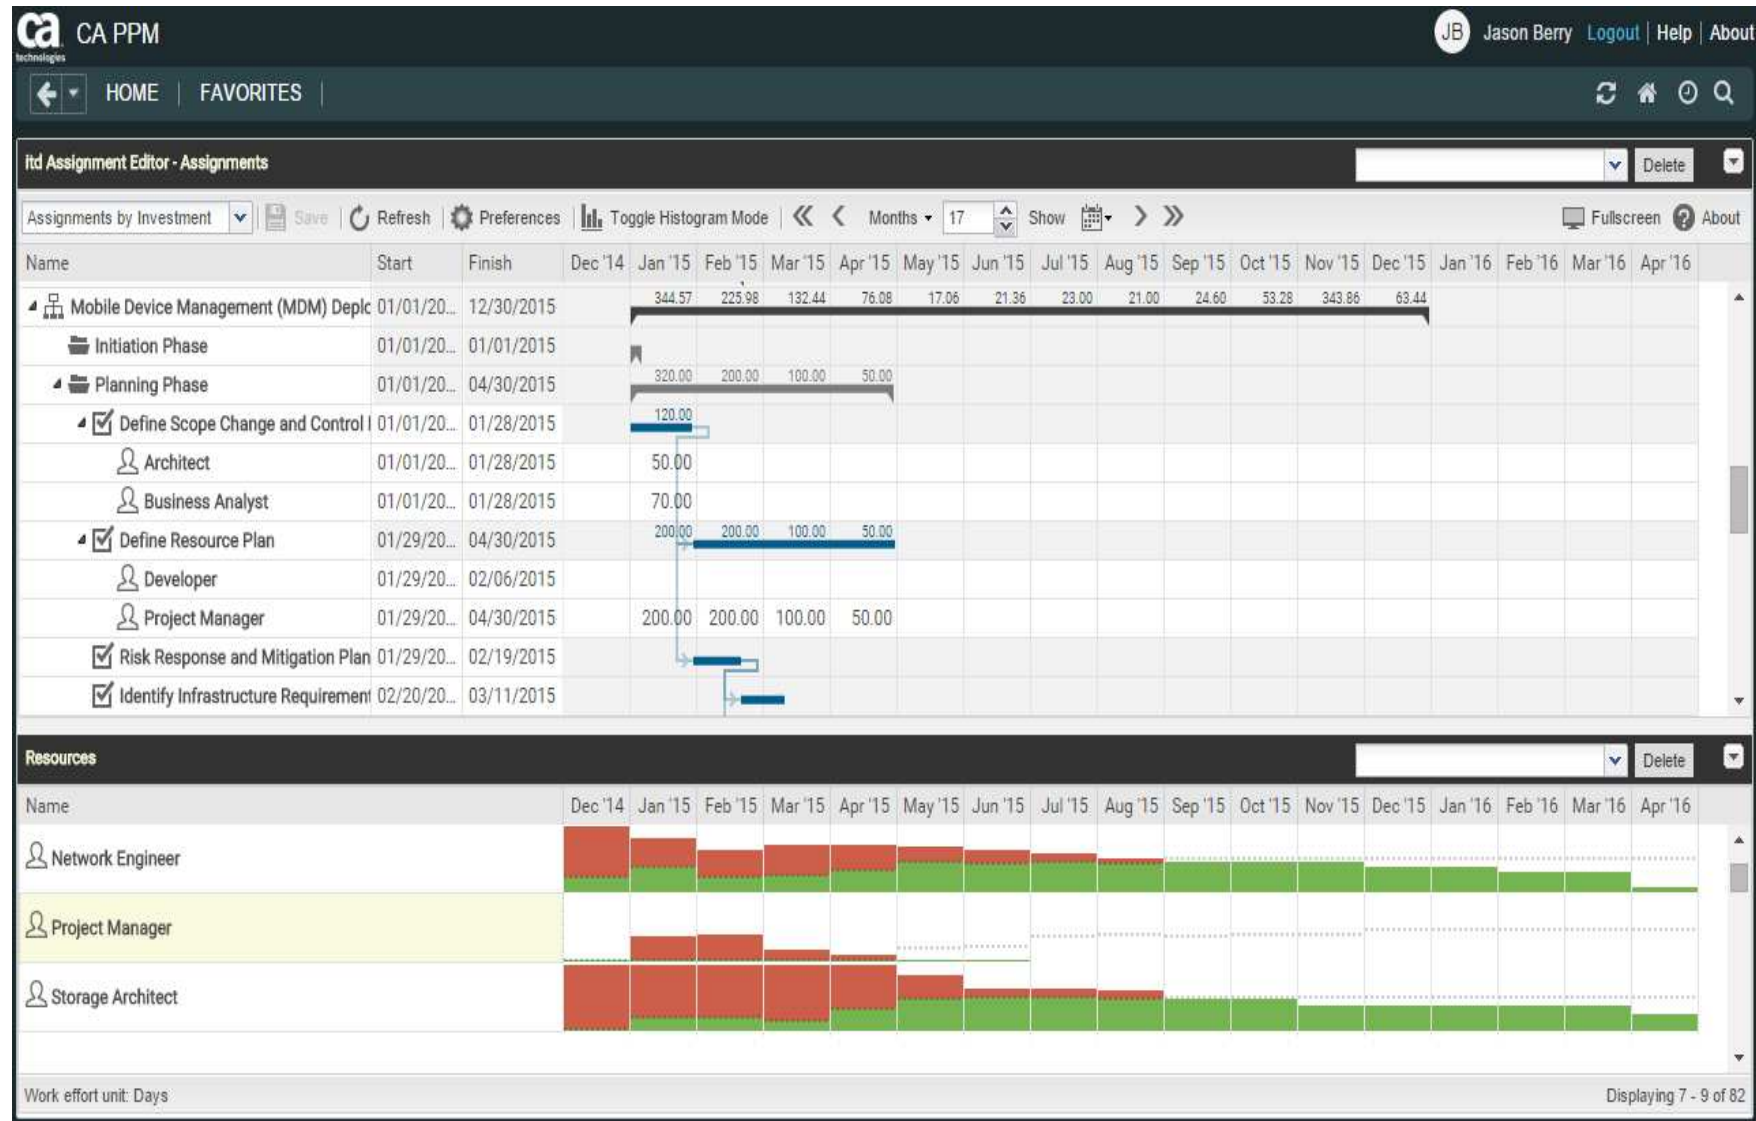 ca technologies CA PPM JB Jason Berry Logout | Help | About
HOME | FAVORITES |
itd Assignment Editor - Assignments Delete
Assignments by Investment Save Refresh Preferences Toggle Histogram Mode Months 17 Show Fullscreen About
Name Start Finish Dec '14 Jan '15 Feb '15 Mar '15 Apr '15 May '15 Jun '15 Jul '15 Aug '15 Sep '15 Oct '15 Nov '15 Dec '15 Jan '16 Feb '16 Mar '16 Apr '16
Mobile Device Management (MDM) Deplc 01/01/20... 12/30/2015 344.57 225.98 132.44 76.08 17.06 21.36 23.00 21.00 24.60 53.28 343.86 63.44
Initiation Phase 01/01/20... 01/01/2015
Planning Phase 01/01/20... 04/30/2015 320.00 200.00 100.00 50.00
Define Scope Change and Control 01/01/20... 01/28/2015 120.00
Architect 01/01/20... 01/28/2015 50.00
Business Analyst 01/01/20... 01/28/2015 70.00
Define Resource Plan 01/29/20... 04/30/2015 200.00 200.00 100.00 50.00
Developer 01/29/20... 02/06/2015
Project Manager 01/29/20... 04/30/2015 200.00 200.00 100.00 50.00
Risk Response and Mitigation Plan 01/29/20... 02/19/2015
Identify Infrastructure Requirement 02/20/20... 03/11/2015
Resources Delete
Name Dec '14 Jan '15 Feb '15 Mar '15 Apr '15 May '15 Jun '15 Jul '15 Aug '15 Sep '15 Oct '15 Nov '15 Dec '15 Jan '16 Feb '16 Mar '16 Apr '16
Network Engineer
Project Manager
Storage Architect
Work effort unit: Days Displaying 7 - 9 of 82